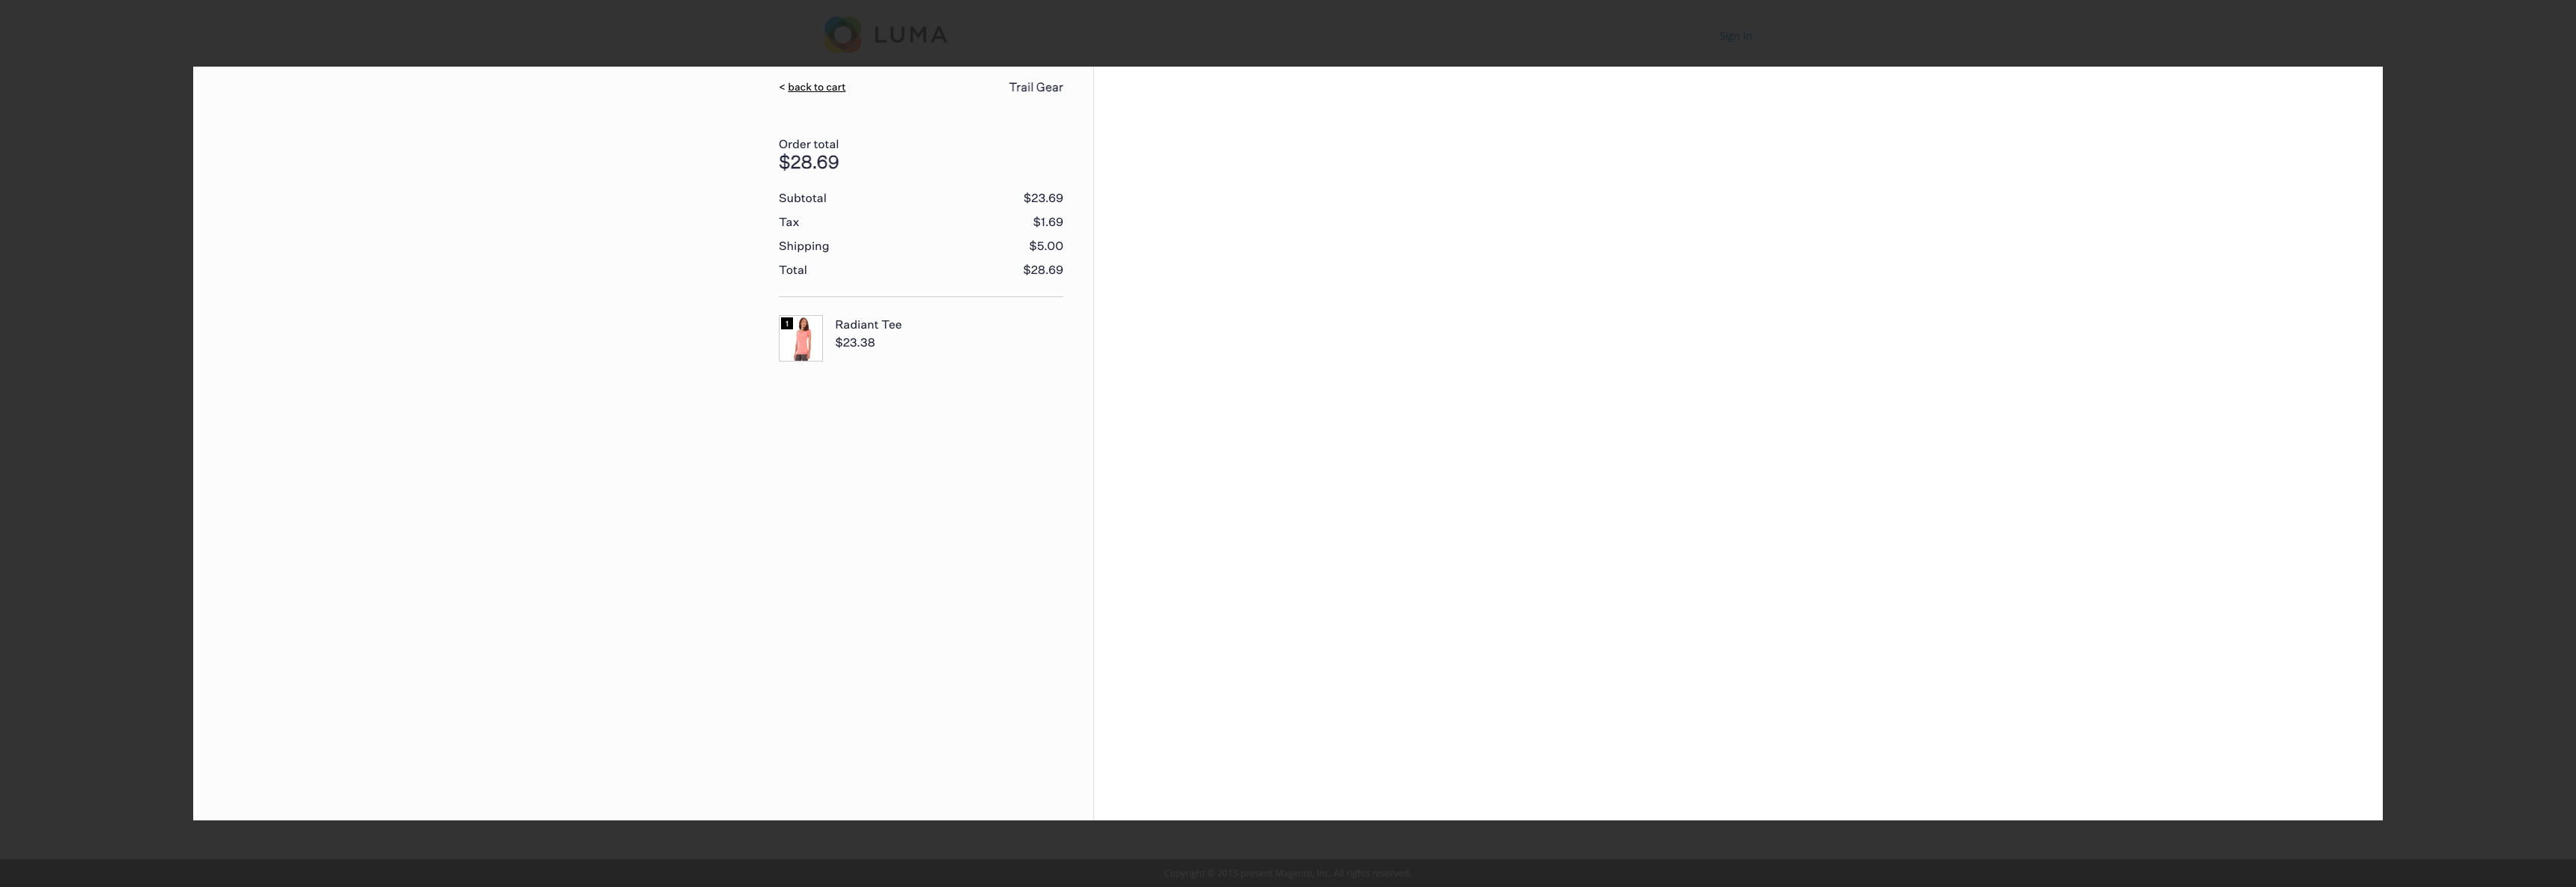 LUMA
Sign In
< back to cart
Trail Gear
Order total
$28.69
Subtotal $23.69
Tax $1.69
Shipping $5.00
Total $28.69
1
Radiant Tee
$23.38
Copyright © 2013-present Magento, Inc. All rights reserved.